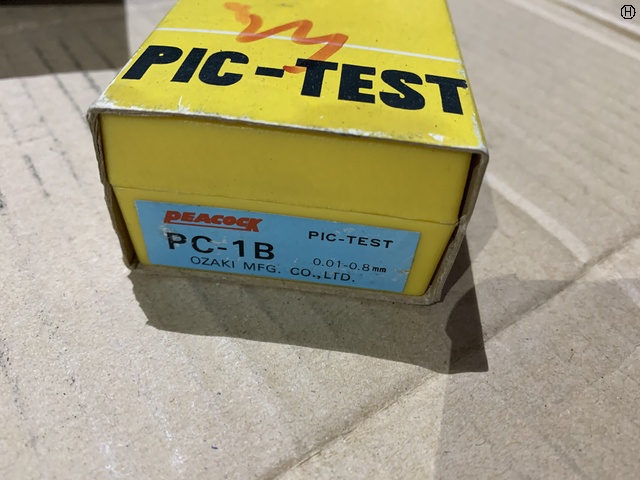 PIC-TEST
PEACOCK
PC-1B
PIC-TEST
0.01-0.8mm
OZAKI MFG. CO.,LTD.
H